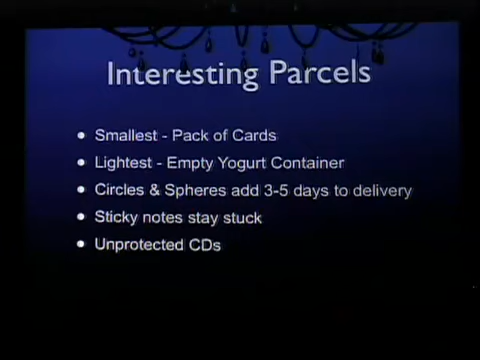 Interesting Parcels
• Smallest - Pack of Cards
• Lightest - Empty Yogurt Container
• Circles & Spheres add 3-5 days to delivery
• Sticky notes stay stuck
• Unprotected CDs